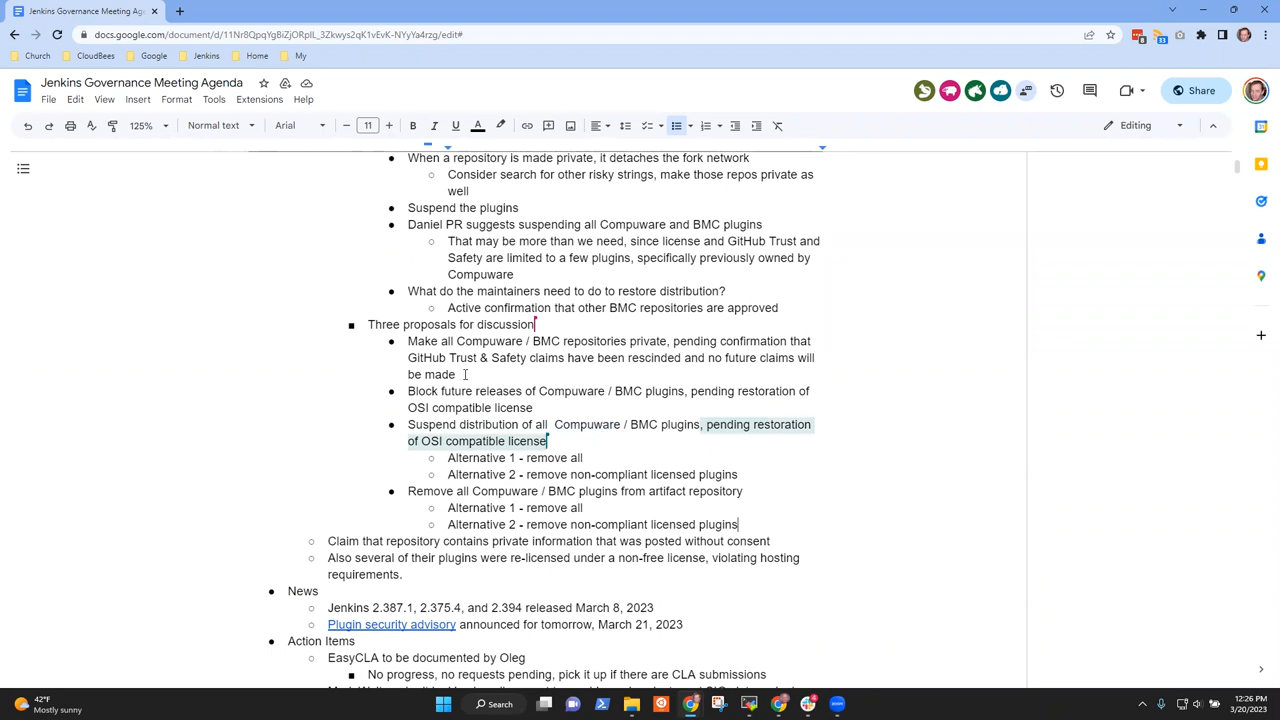 Jenkins Governance Meeting Agenda
docs.google.com/document/d/11Nr8QpqYgBiZjORpIL_3Zkwys2qK1vEvK-NYyYa4rzg/edit#
Church CloudBees Google Jenkins Home My
Jenkins Governance Meeting Agenda
File Edit View Insert Format Tools Extensions Help
Share
125% Normal text Arial 11 Editing
When a repository is made private, it detaches the fork network
Consider search for other risky strings, make those repos private as
well
Suspend the plugins
Daniel PR suggests suspending all Compuware and BMC plugins
That may be more than we need, since license and GitHub Trust and
Safety are limited to a few plugins, specifically previously owned by
Compuware
What do the maintainers need to do to restore distribution?
Active confirmation that other BMC repositories are approved
Three proposals for discussion
Make all Compuware / BMC repositories private, pending confirmation that
GitHub Trust & Safety claims have been rescinded and no future claims will
be made
Block future releases of Compuware / BMC plugins, pending restoration of
OSI compatible license
Suspend distribution of all Compuware / BMC plugins, pending restoration
of OSI compatible license
Alternative 1 - remove all
Alternative 2 - remove non-compliant licensed plugins
Remove all Compuware / BMC plugins from artifact repository
Alternative 1 - remove all
Alternative 2 - remove non-compliant licensed plugins
Claim that repository contains private information that was posted without consent
Also several of their plugins were re-licensed under a non-free license, violating hosting
requirements.
News
Jenkins 2.387.1, 2.375.4, and 2.394 released March 8, 2023
Plugin security advisory announced for tomorrow, March 21, 2023
Action Items
EasyCLA to be documented by Oleg
No progress, no requests pending, pick it up if there are CLA submissions
42°F
Mostly sunny
Search
12:26 PM
3/20/2023